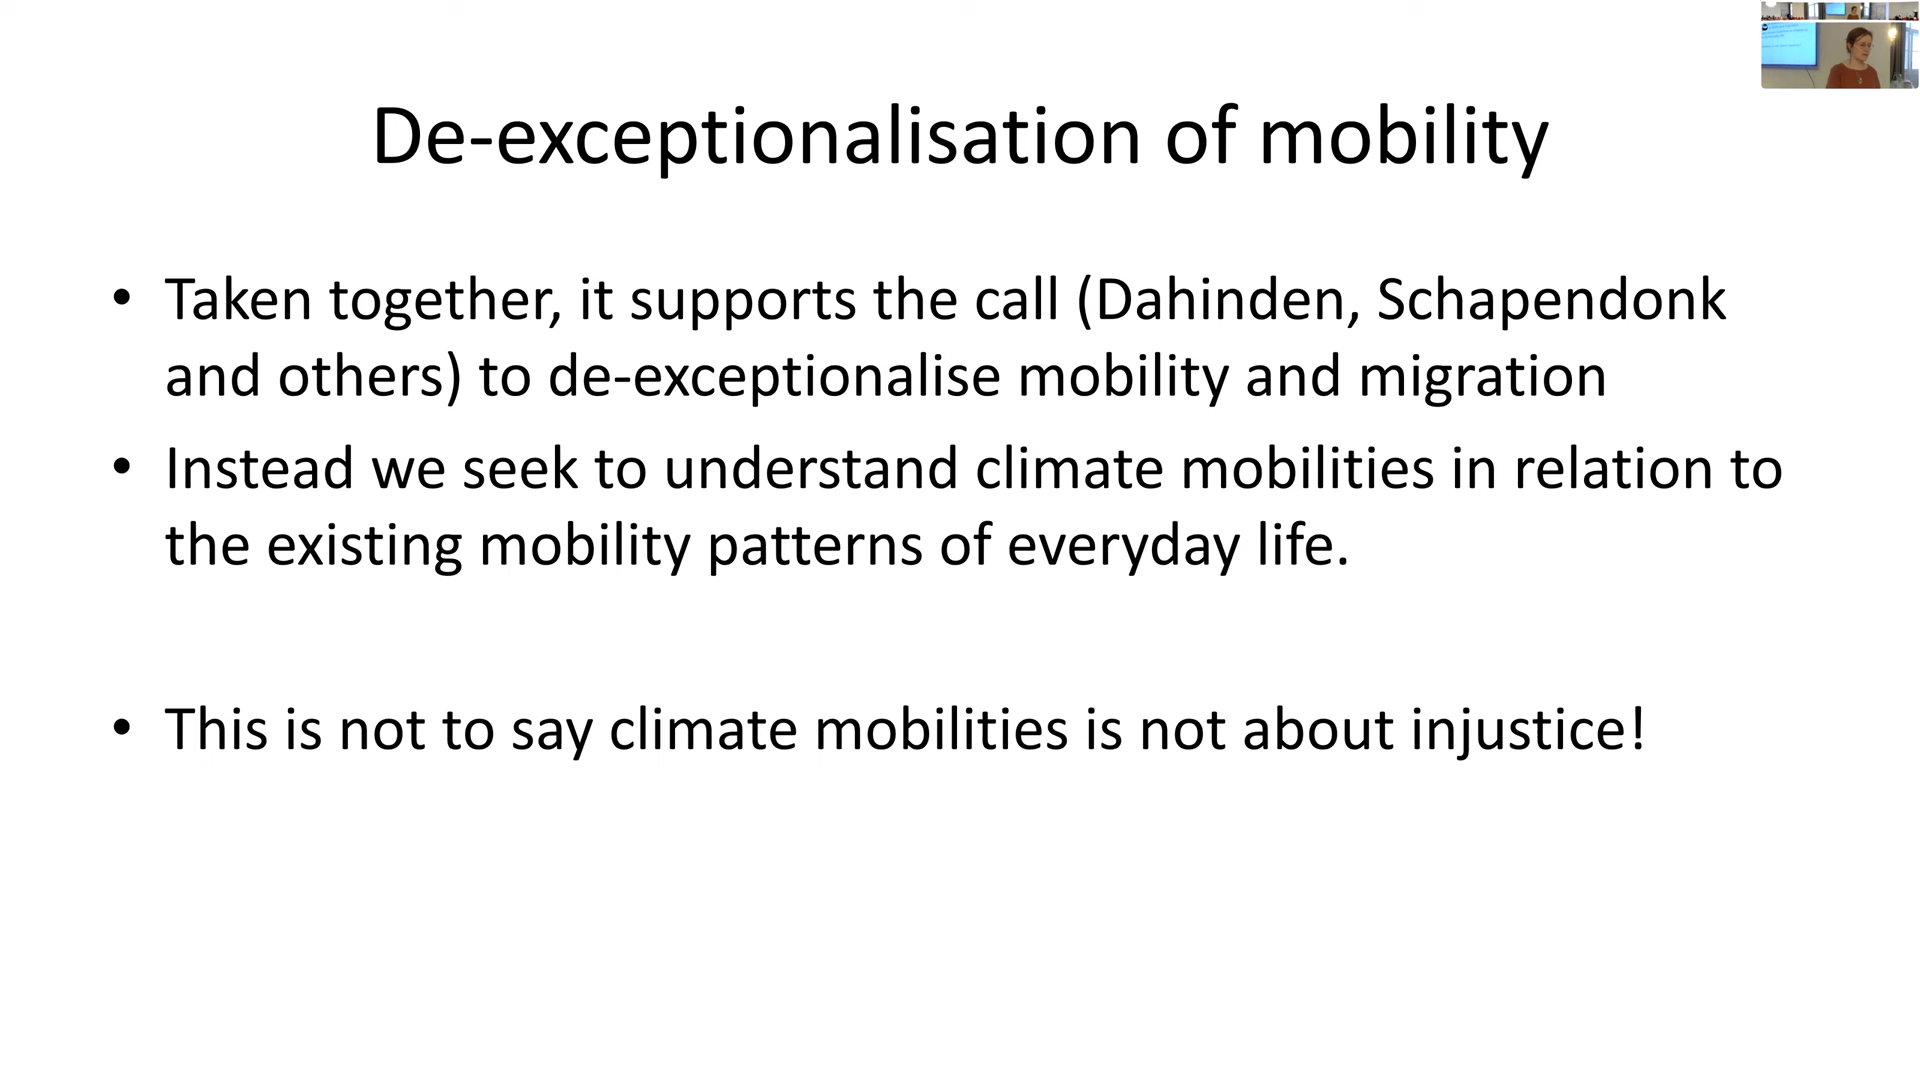 De-exceptionalisation of mobility
• Taken together, it supports the call (Dahinden, Schapendonk
and others) to de-exceptionalise mobility and migration
• Instead we seek to understand climate mobilities in relation to
the existing mobility patterns of everyday life.
• This is not to say climate mobilities is not about injustice!